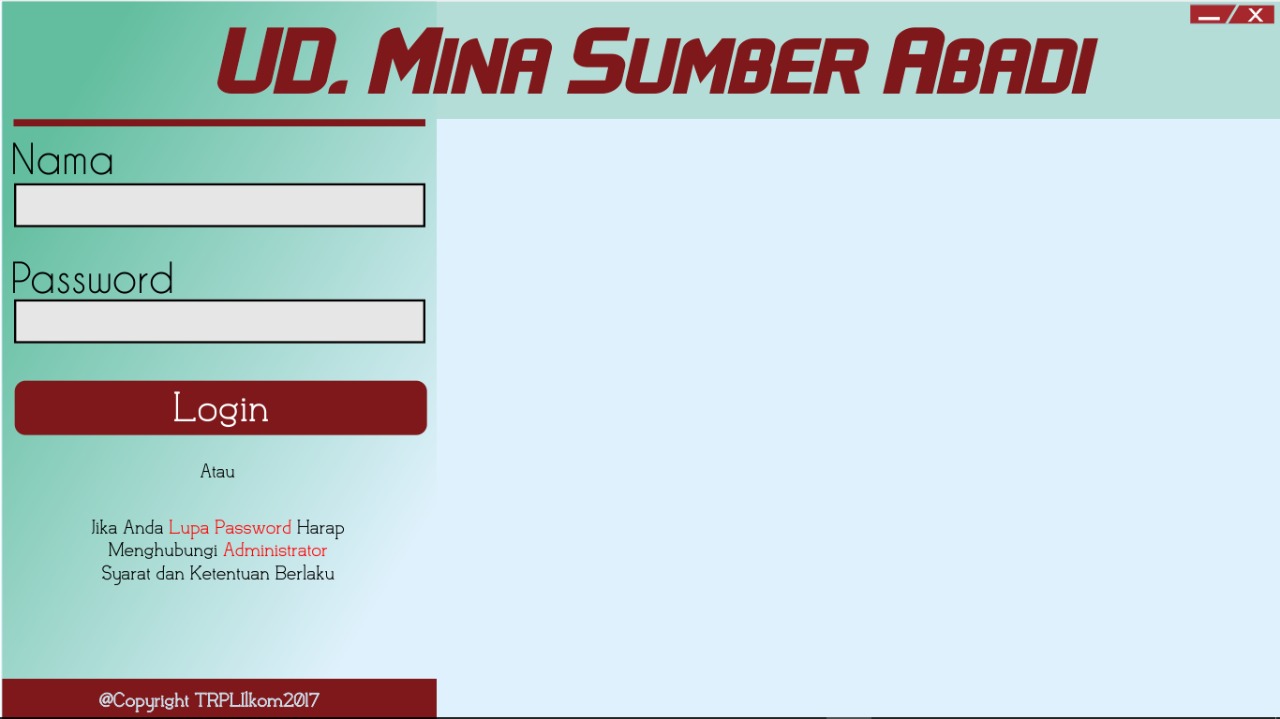 UD. MINA SUMBER ABADI
Nama
Password
Login
Atau
Jika Anda Lupa Password Harap
Menghubungi Administrator
Syarat dan Ketentuan Berlaku
@Copyright TRPLIlkom2017